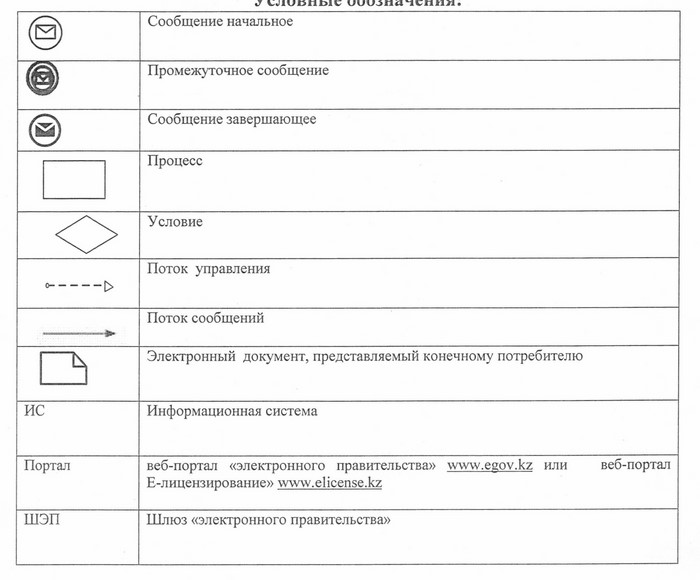 Условные обозначения:
Сообщение начальное
Промежуточное сообщение
Сообщение завершающее
Процесс
Условие
Поток управления
Поток сообщений
Электронный документ, представляемый конечному потребителю
ИС Информационная система
Портал веб-портал «электронного правительства» www.egov.kz или веб-портал
Е-лицензирование» www.elicense.kz
ШЭП Шлюз «электронного правительства»